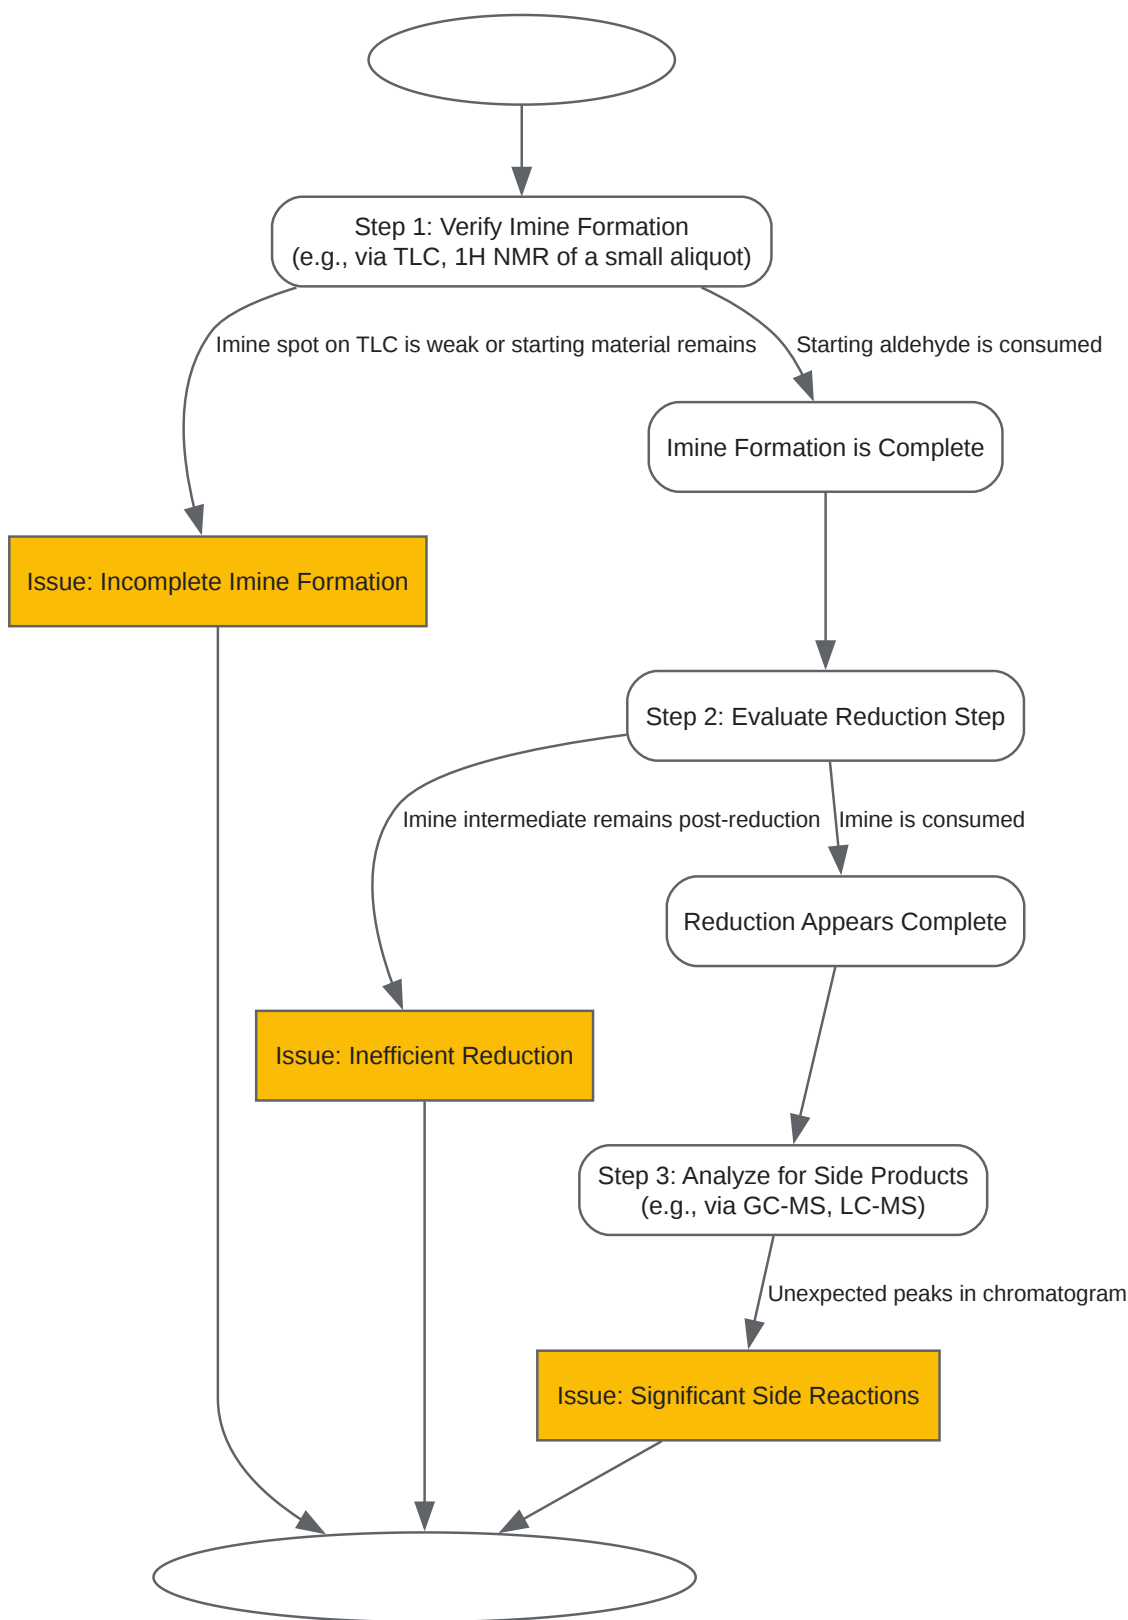 Step 1: Verify Imine Formation
(e.g., via TLC, 1H NMR of a small aliquot)
Imine spot on TLC is weak or starting material remains
Starting aldehyde is consumed
Imine Formation is Complete
Issue: Incomplete Imine Formation
Step 2: Evaluate Reduction Step
Imine intermediate remains post-reduction
Imine is consumed
Reduction Appears Complete
Issue: Inefficient Reduction
Step 3: Analyze for Side Products
(e.g., via GC-MS, LC-MS)
Unexpected peaks in chromatogram
Issue: Significant Side Reactions